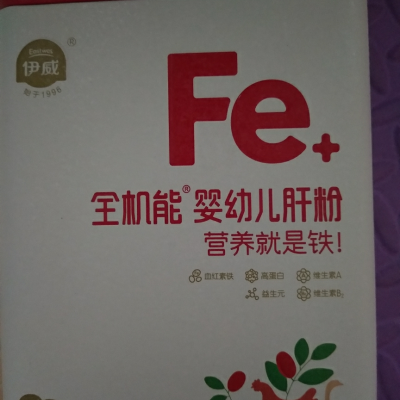 伊威
始于1998
®
Fe+
全机能®婴幼儿肝粉
营养就是铁!
血红素铁 高蛋白 维生素A
益生元 维生素B₂